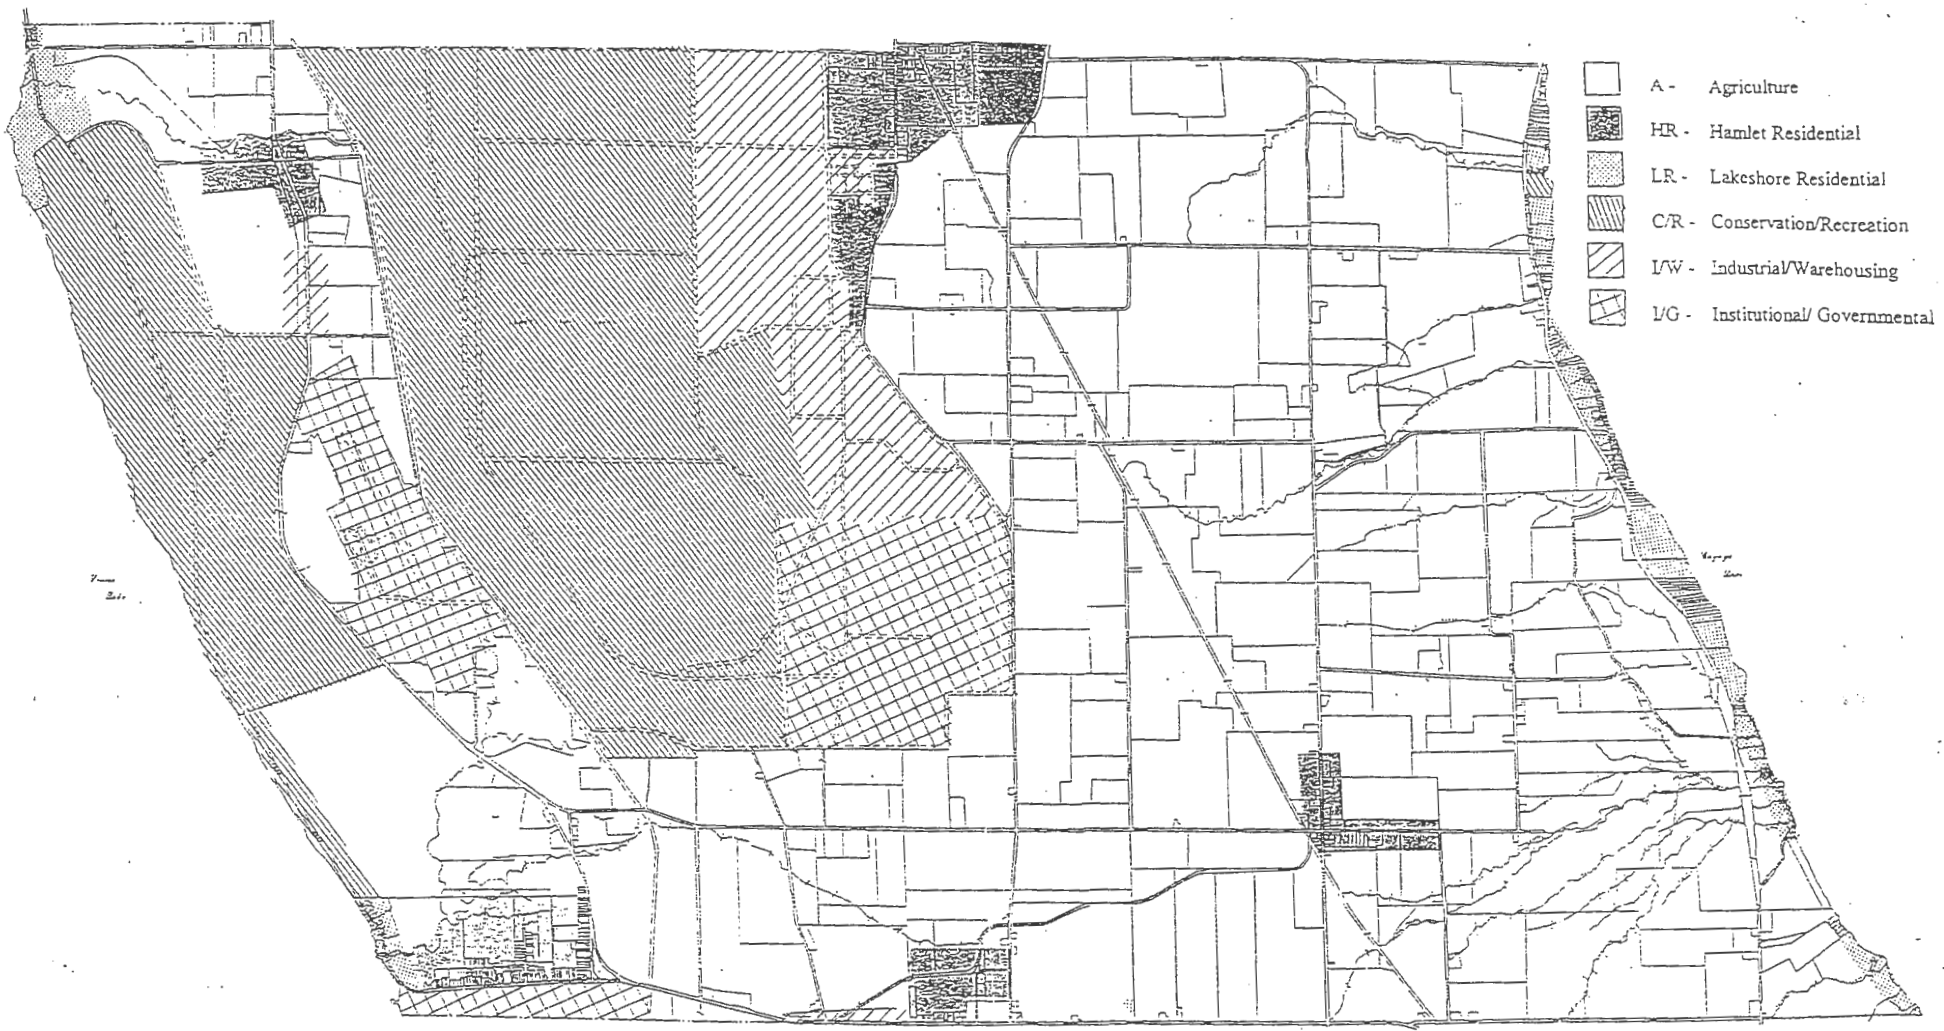 A - Agriculture
HR - Hamlet Residential
LR - Lakeshore Residential
C/R - Conservation/Recreation
I/W - Industrial/Warehousing
I/G - Institutional/ Governmental